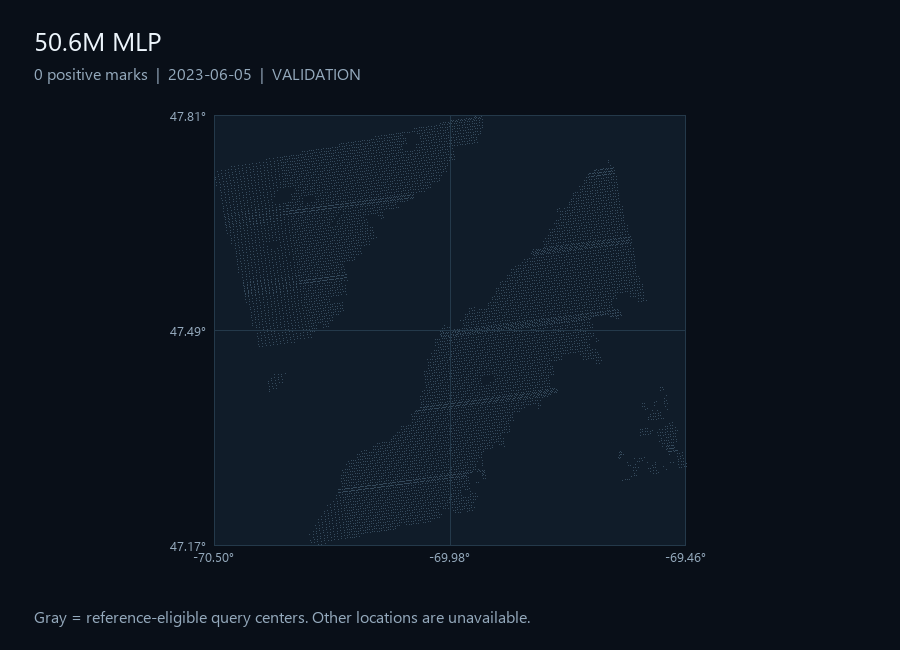 50.6M MLP
0 positive marks | 2023-06-05 | VALIDATION
47.81°
47.49°
47.17°
-70.50°
-69.98°
-69.46°
Gray = reference-eligible query centers. Other locations are unavailable.